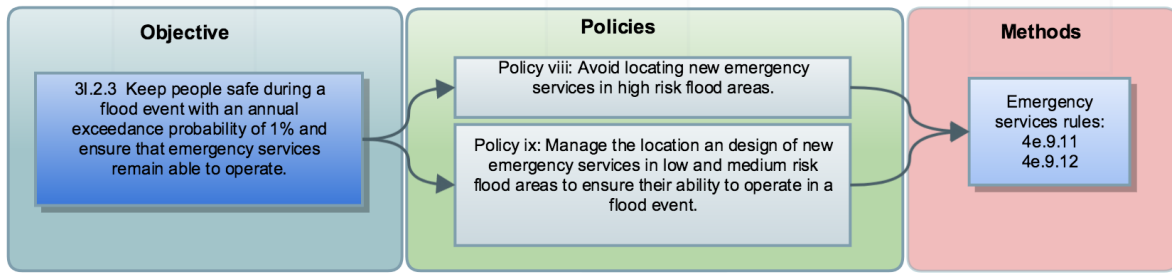 Objective
3I.2.3 Keep people safe during a
flood event with an annual
exceedance probability of 1% and
ensure that emergency services
remain able to operate.
Policies
Policy viii: Avoid locating new emergency
services in high risk flood areas.
Policy ix: Manage the location an design of new
emergency services in low and medium risk
flood areas to ensure their ability to operate in a
flood event.
Methods
Emergency
services rules:
4e.9.11
4e.9.12